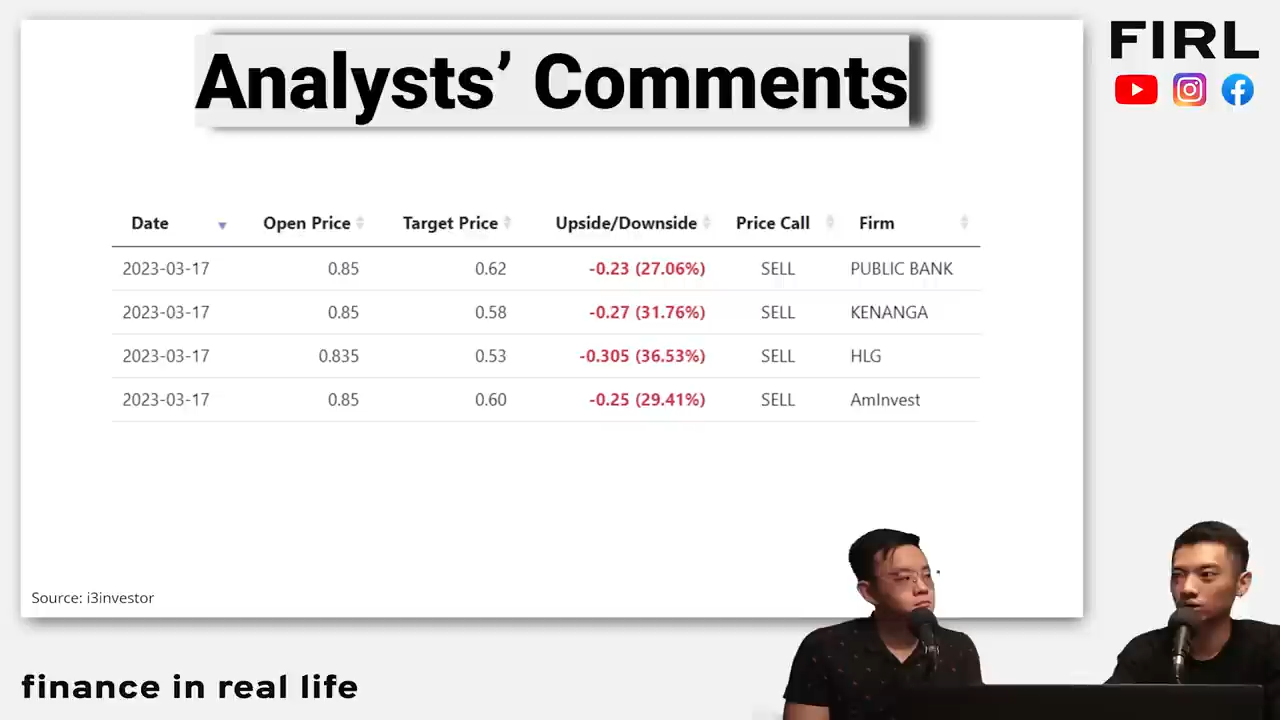 Analysts’ Comments
FIRL
Date Open Price Target Price Upside/Downside Price Call Firm
2023-03-17 0.85 0.62 -0.23 (27.06%) SELL PUBLIC BANK
2023-03-17 0.85 0.58 -0.27 (31.76%) SELL KENANGA
2023-03-17 0.835 0.53 -0.305 (36.53%) SELL HLG
2023-03-17 0.85 0.60 -0.25 (29.41%) SELL AmInvest
Source: i3investor
finance in real life